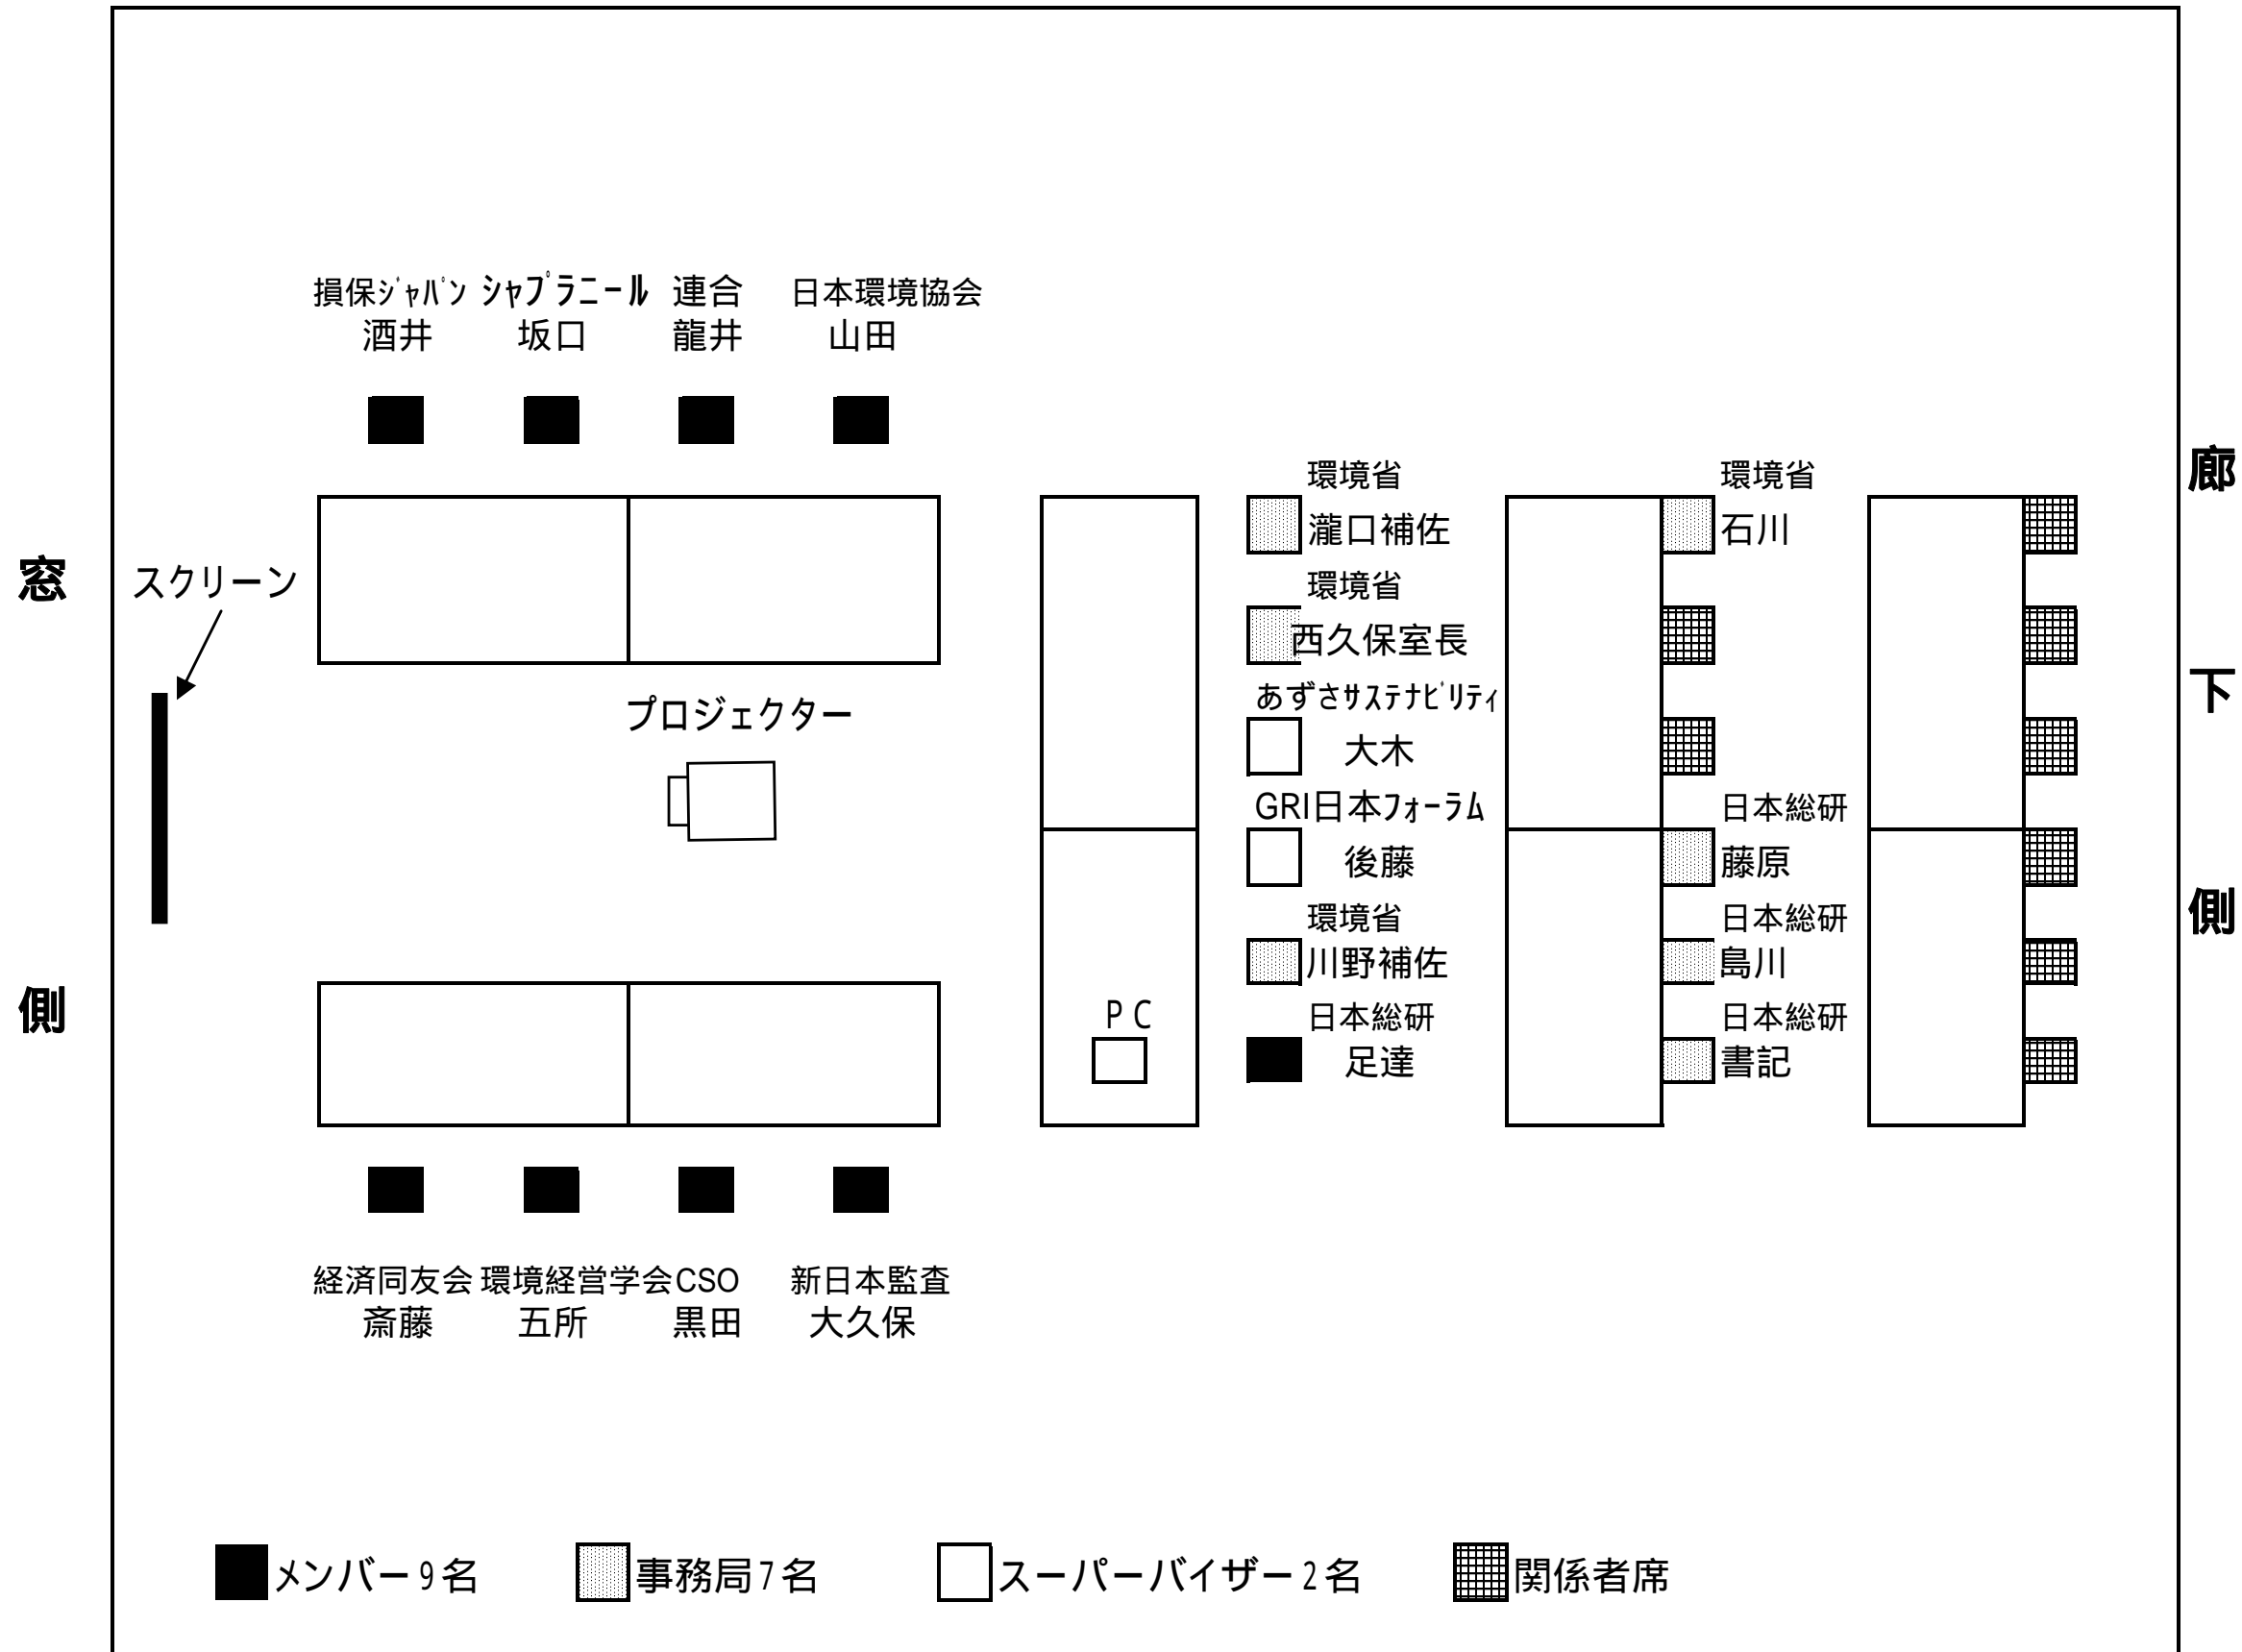 損保ｼﾞｬﾊﾟﾝ シャプラニール 連合 日本環境協会
酒井 坂口 龍井 山田
環境省 環境省
瀧口補佐 石川
窓側
スクリーン
環境省
西久保室長
廊下側
プロジェクター
あずさｻｽﾃﾅﾋﾞﾘﾃｨ
大木
GRI日本フォーラム 日本総研
後藤 藤原
環境省 日本総研
川野補佐 島川
ＰＣ
日本総研 日本総研
足達 書記
経済同友会 環境経営学会 CSO 新日本監査
斎藤 五所 黒田 大久保
メンバー9名 事務局7名 スーパーバイザー2名 関係者席